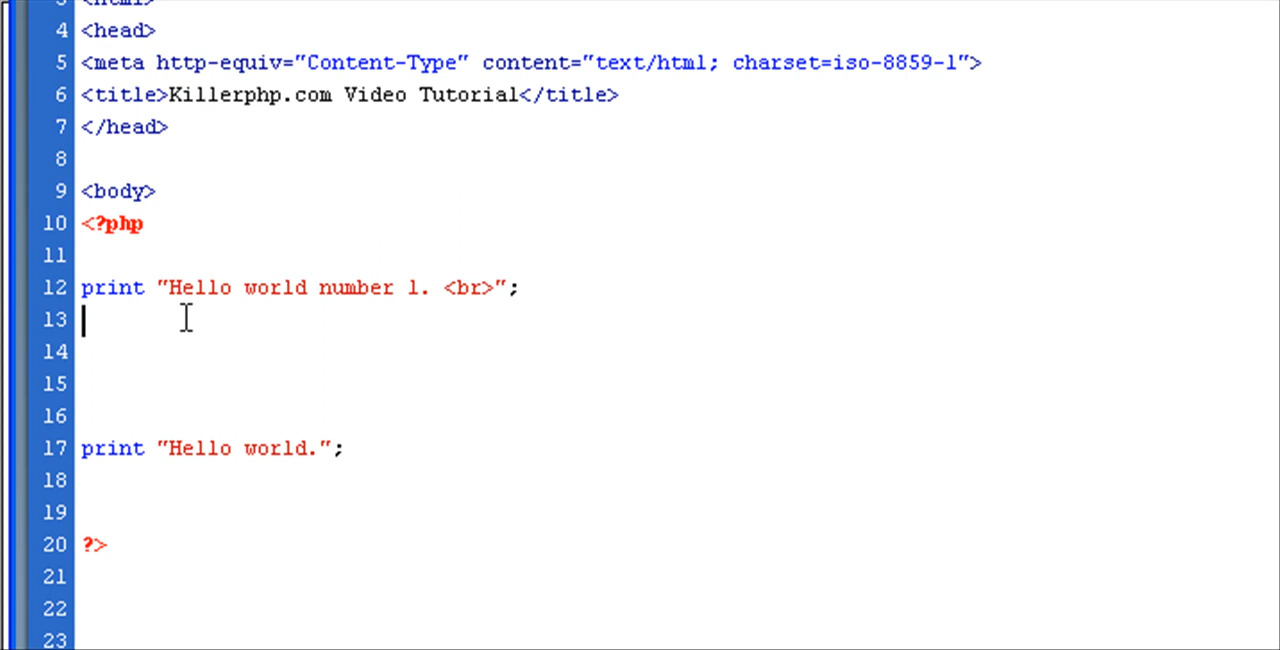 3 <html>
4 <head>
5 <meta http-equiv="Content-Type" content="text/html; charset=iso-8859-1">
6 <title>Killerphp.com Video Tutorial</title>
7 </head>
8
9 <body>
10 <?php
11
12 print "Hello world number 1. <br>";
13
14
15
16
17 print "Hello world.";
18
19
20 ?>
21
22
23